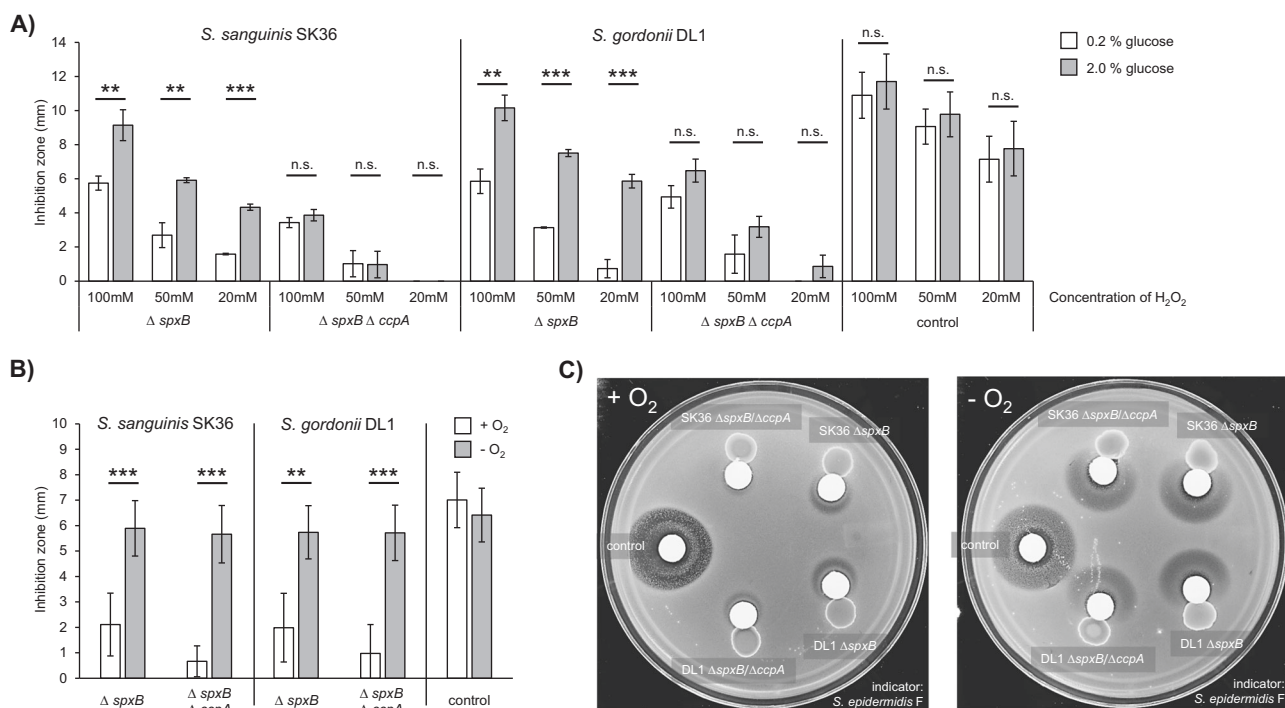 A)
S. sanguinis SK36
S. gordonii DL1
0.2 % glucose
2.0 % glucose
Inhibition zone (mm)
14
12
10
8
6
4
2
0
** ** *** n.s. n.s. n.s. ** *** *** n.s. n.s. n.s. n.s. n.s. n.s.
100mM 50mM 20mM 100mM 50mM 20mM 100mM 50mM 20mM 100mM 50mM 20mM 100mM 50mM 20mM
Concentration of H₂O₂
Δ spxB Δ spxB Δ ccpA Δ spxB Δ spxB Δ ccpA control
B)
S. sanguinis SK36
S. gordonii DL1
+ O₂
- O₂
Inhibition zone (mm)
10
9
8
7
6
5
4
3
2
1
0
*** *** ** ***
Δ spxB Δ spxB Δ ccpA Δ spxB Δ spxB Δ ccpA control
C)
+ O₂
SK36 ΔspxB/ΔccpA
SK36 ΔspxB
control
DL1 ΔspxB
DL1 ΔspxB/ΔccpA
indicator:
S. epidermidis F
- O₂
SK36 ΔspxB/ΔccpA
SK36 ΔspxB
control
DL1 ΔspxB/ΔccpA
DL1 ΔspxB
indicator:
S. epidermidis F